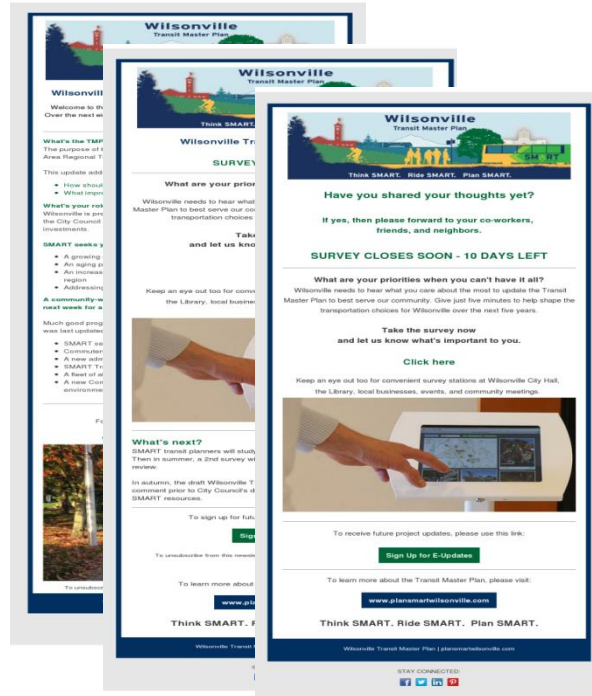 Wilsonville
Transit Master Plan
Wilsonvill
Welcome to th
Over the next ei
What's the TMP
The purpose of t
Area Regional T
This update add
How shoul
What impro
What's your rol
Wilsonville is pro
the City Council
investments.
SMART seeks y
A growing
An aging p
An increas
region
Addressing
A community-w
next week for a
Much good prog
was last updated
SMART se
Commuter
A new adm
SMART Tr
A fleet of al
A new Con
environme
Fo
To unsubsc
Wilsonville
Transit Master Plan
Think SMART.
Wilsonville Tr
SURVEY
What are your prior
Wilsonville needs to hear what
Master Plan to best serve our co
transportation choices
Take
and let us kno
Keep an eye out too for conven
the Library, local busines
What's next?
SMART transit planners will study
Then in summer, a 2nd survey wi
review.
In autumn, the draft Wilsonville T
comment prior to City Council's d
SMART resources.
To sign up for futu
Sig
To unsubscribe from this newsle
To learn more about
www.pla
Think SMART. R
Wilsonville Transit
Wilsonville
Transit Master Plan
SMART
Think SMART. Ride SMART. Plan SMART.
Have you shared your thoughts yet?
If yes, then please forward to your co-workers,
friends, and neighbors.
SURVEY CLOSES SOON - 10 DAYS LEFT
What are your priorities when you can't have it all?
Wilsonville needs to hear what you care about the most to update the Transit
Master Plan to best serve our community. Give just five minutes to help shape the
transportation choices for Wilsonville over the next five years.
Take the survey now
and let us know what's important to you.
Click here
Keep an eye out too for convenient survey stations at Wilsonville City Hall,
the Library, local businesses, events, and community meetings.
To receive future project updates, please use this link:
Sign Up for E-Updates
To learn more about the Transit Master Plan, please visit:
www.plansmartwilsonville.com
Think SMART. Ride SMART. Plan SMART.
Wilsonville Transit Master Plan | plansmartwilsonville.com
STAY CONNECTED: